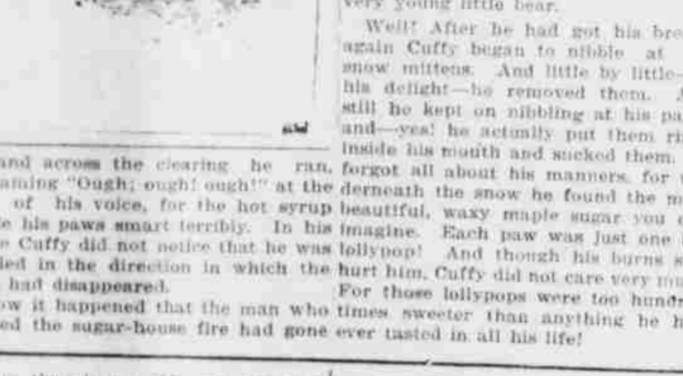 and across the clearing he ran,
aming "Ough; ough! ough!" at the
of his voice, for the hot syrup
e his paws smart terribly. In his
e Cuffy did not notice that he was
ded in the direction in which the
had disappeared.
ow it happened that the man who
ed the sugar-house fire had gone
very young little bear.
Well! After he had got his bre
again Cuffy began to nibble at
snow mittens. And little by little—
his delight—he removed them.
still he kept on nibbling at his pa
and—yes! he actually put them ri
inside his mouth and sucked them.
forgot all about his manners, for
derneath the snow he found the m
beautiful, waxy maple sugar you
imagine. Each paw was just one
lollypop! And though his burns s
hurt him, Cuffy did not care very mu
For those lollypops were too hundr
times sweeter than anything he h
ever tasted in all his life!